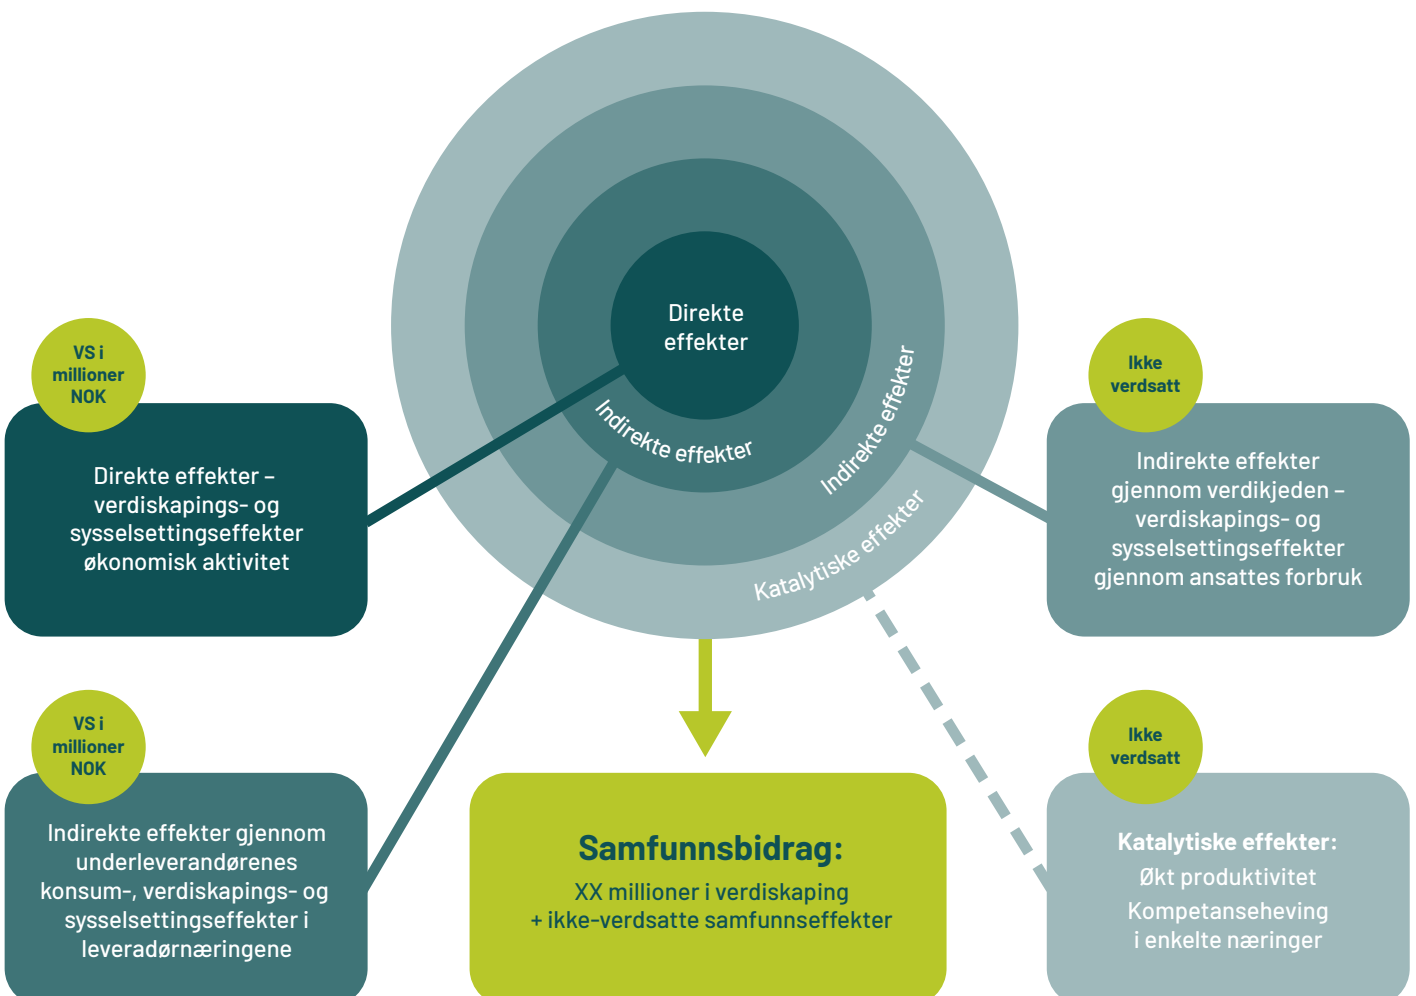 Direkte
effekter
Indirekte effekter
Indirekte effekter
Katalytiske effekter
VS i
millioner
NOK
Direkte effekter –
verdiskapings- og
sysselsettingseffekter
økonomisk aktivitet
Ikke
verdsatt
Indirekte effekter
gjennom verdikjeden –
verdiskapings- og
sysselsettingseffekter
gjennom ansattes forbruk
VS i
millioner
NOK
Indirekte effekter gjennom
underleverandørenes
konsum-, verdiskapings- og
sysselsettingseffekter i
leveradørnæringene
Samfunnsbidrag:
XX millioner i verdiskaping
+ ikke-verdsatte samfunnseffekter
Ikke
verdsatt
Katalytiske effekter:
Økt produktivitet
Kompetanseheving
i enkelte næringer